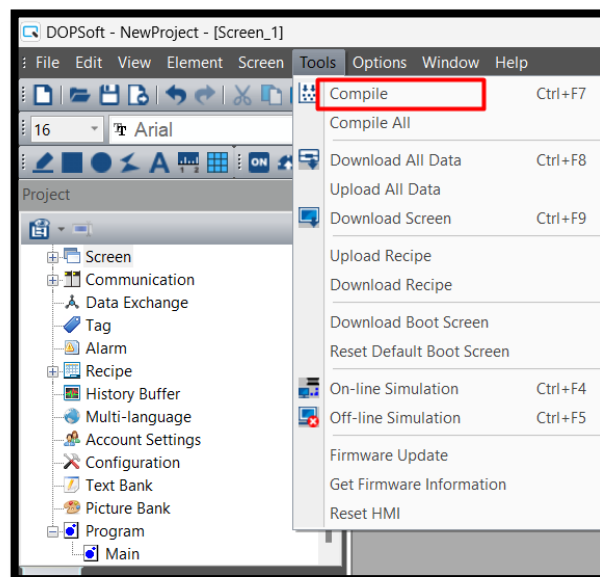 DOPSoft - NewProject - [Screen_1]
File Edit View Element Screen Tools Options Window Help
16 Arial
A ON
Project
Screen
Communication
Data Exchange
Tag
Alarm
Recipe
History Buffer
Multi-language
Account Settings
Configuration
Text Bank
Picture Bank
Program
Main
Compile Ctrl+F7
Compile All
Download All Data Ctrl+F8
Upload All Data
Download Screen Ctrl+F9
Upload Recipe
Download Recipe
Download Boot Screen
Reset Default Boot Screen
On-line Simulation Ctrl+F4
Off-line Simulation Ctrl+F5
Firmware Update
Get Firmware Information
Reset HMI